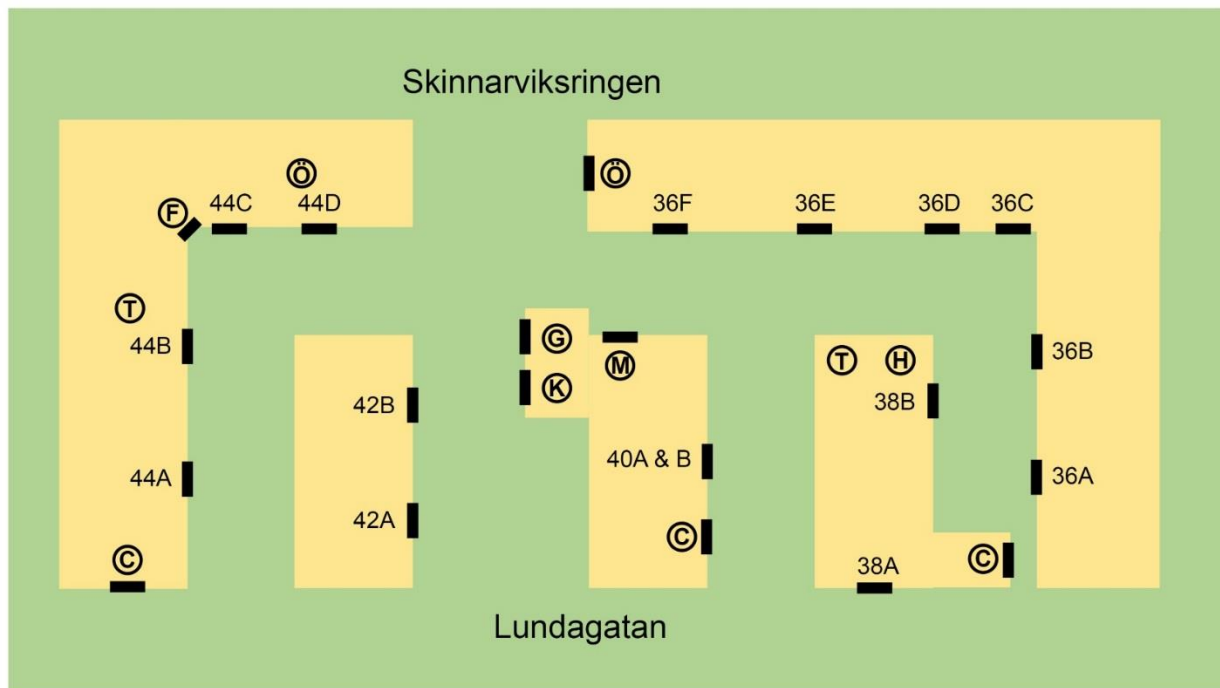 Skinnarviksringen
Ö
Ö
F
44C
44D
36F
36E
36D
36C
T
44B
G
M
T
H
36B
K
42B
38B
44A
40A & B
36A
42A
C
C
C
38A
Lundagatan